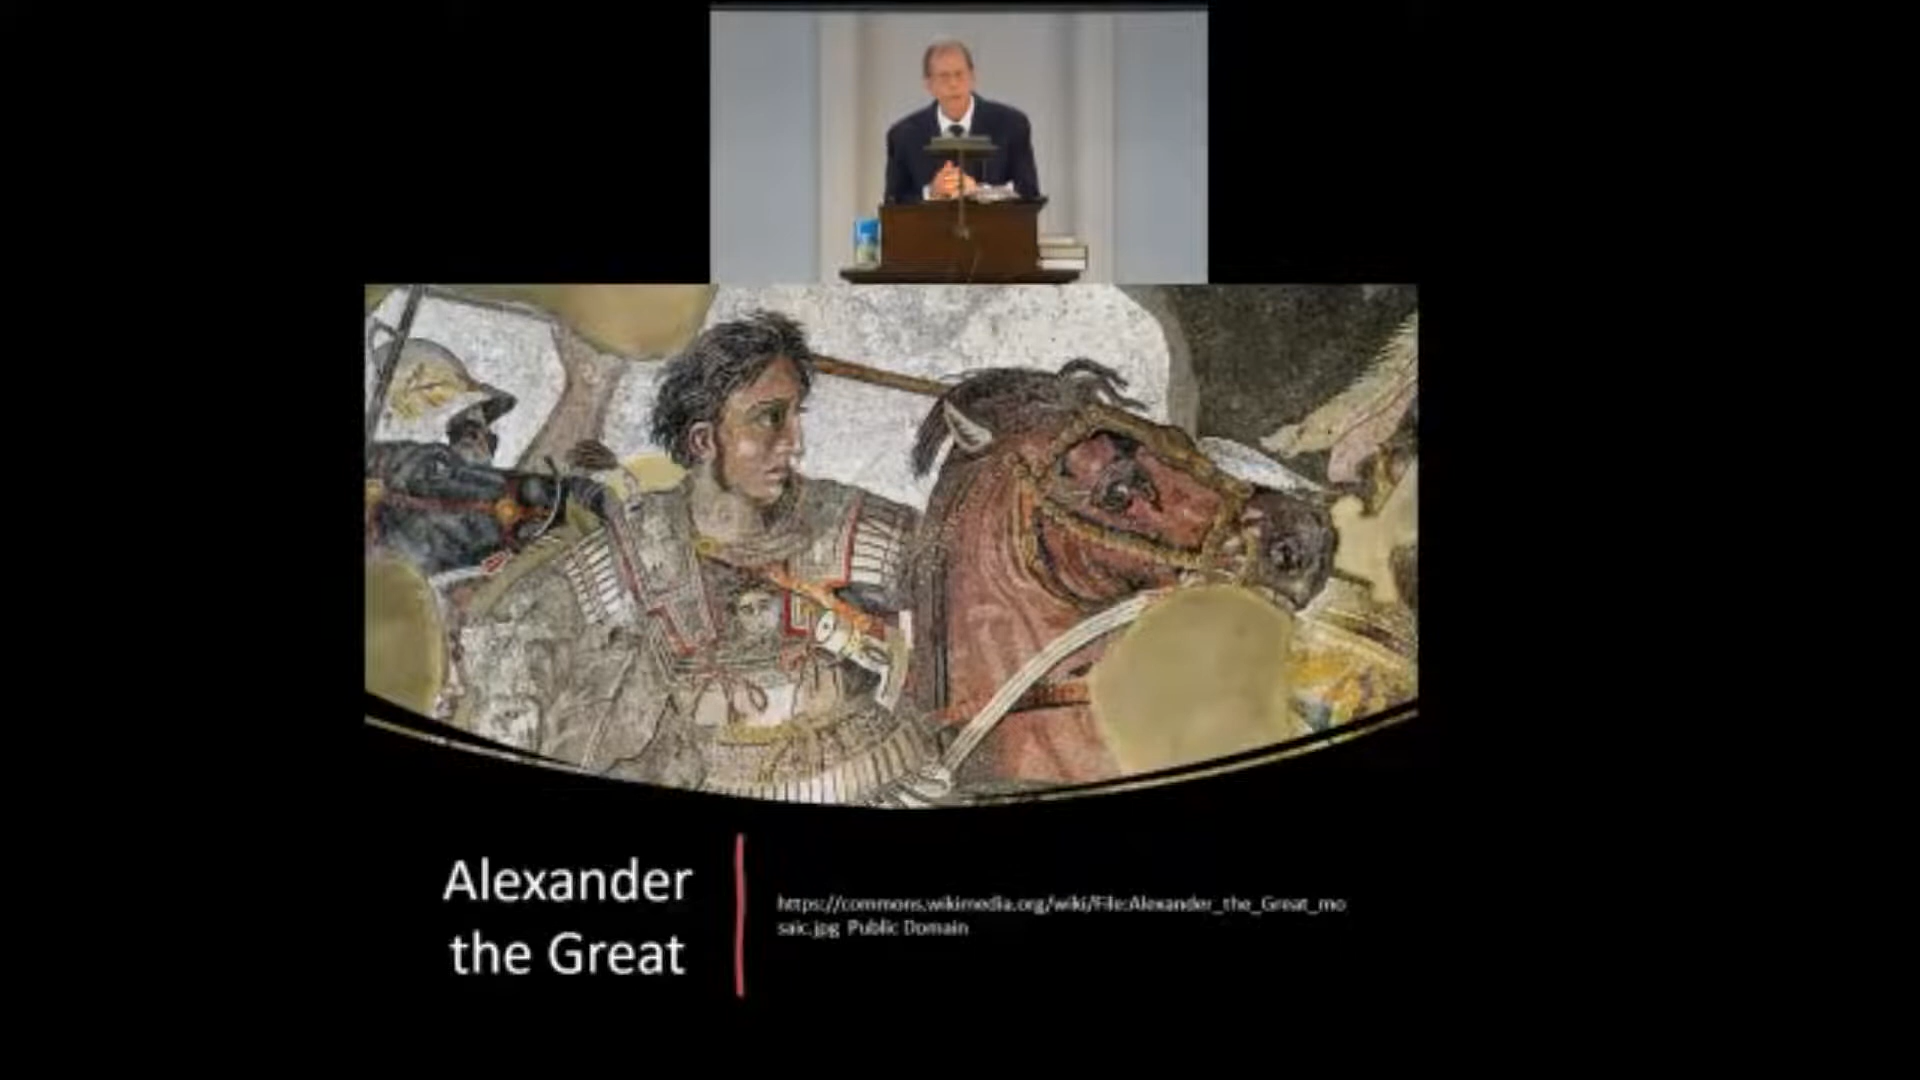 Alexander
the Great
https://commons.wikimedia.org/wiki/File:Alexander_the_Great_mo
saic.jpg Public Domain